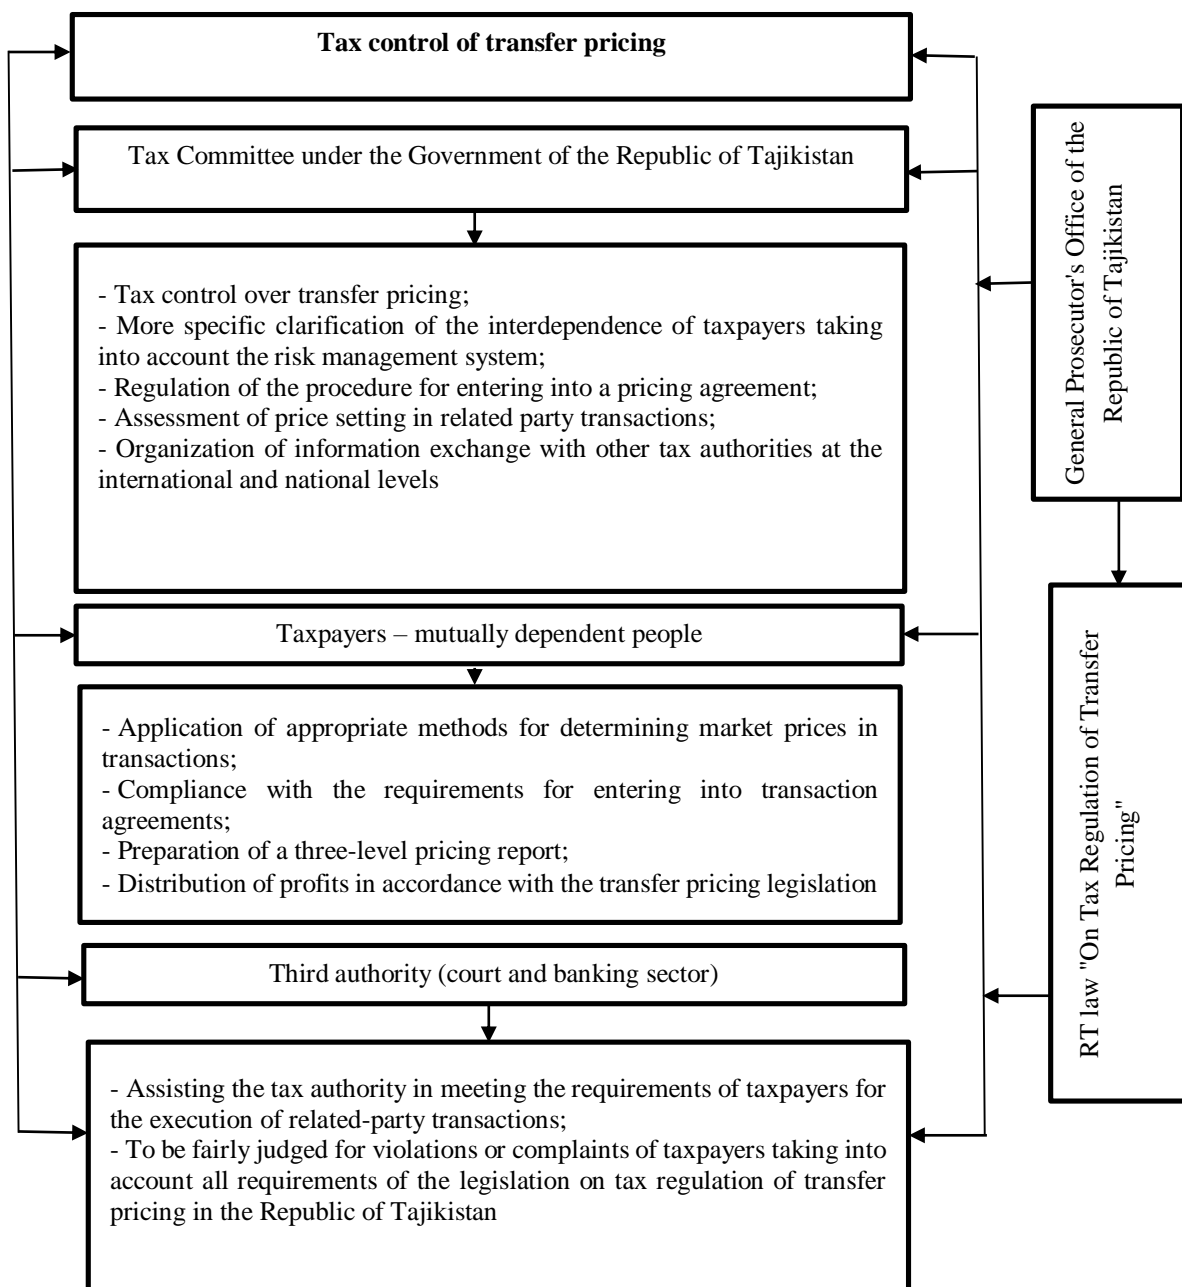 Tax control of transfer pricing
Tax Committee under the Government of the Republic of Tajikistan
- Tax control over transfer pricing;
- More specific clarification of the interdependence of taxpayers taking
into account the risk management system;
- Regulation of the procedure for entering into a pricing agreement;
- Assessment of price setting in related party transactions;
- Organization of information exchange with other tax authorities at the
international and national levels
Taxpayers – mutually dependent people
- Application of appropriate methods for determining market prices in
transactions;
- Compliance with the requirements for entering into transaction
agreements;
- Preparation of a three-level pricing report;
- Distribution of profits in accordance with the transfer pricing legislation
Third authority (court and banking sector)
- Assisting the tax authority in meeting the requirements of taxpayers for
the execution of related-party transactions;
- To be fairly judged for violations or complaints of taxpayers taking into
account all requirements of the legislation on tax regulation of transfer
pricing in the Republic of Tajikistan
General Prosecutor's Office of the
Republic of Tajikistan
RT law "On Tax Regulation of Transfer
Pricing"